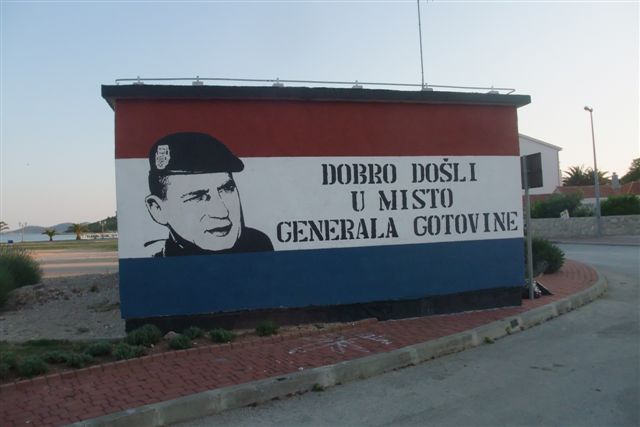 DOBRO DOŠLI
U MISTO
GENERALA GOTOVINE